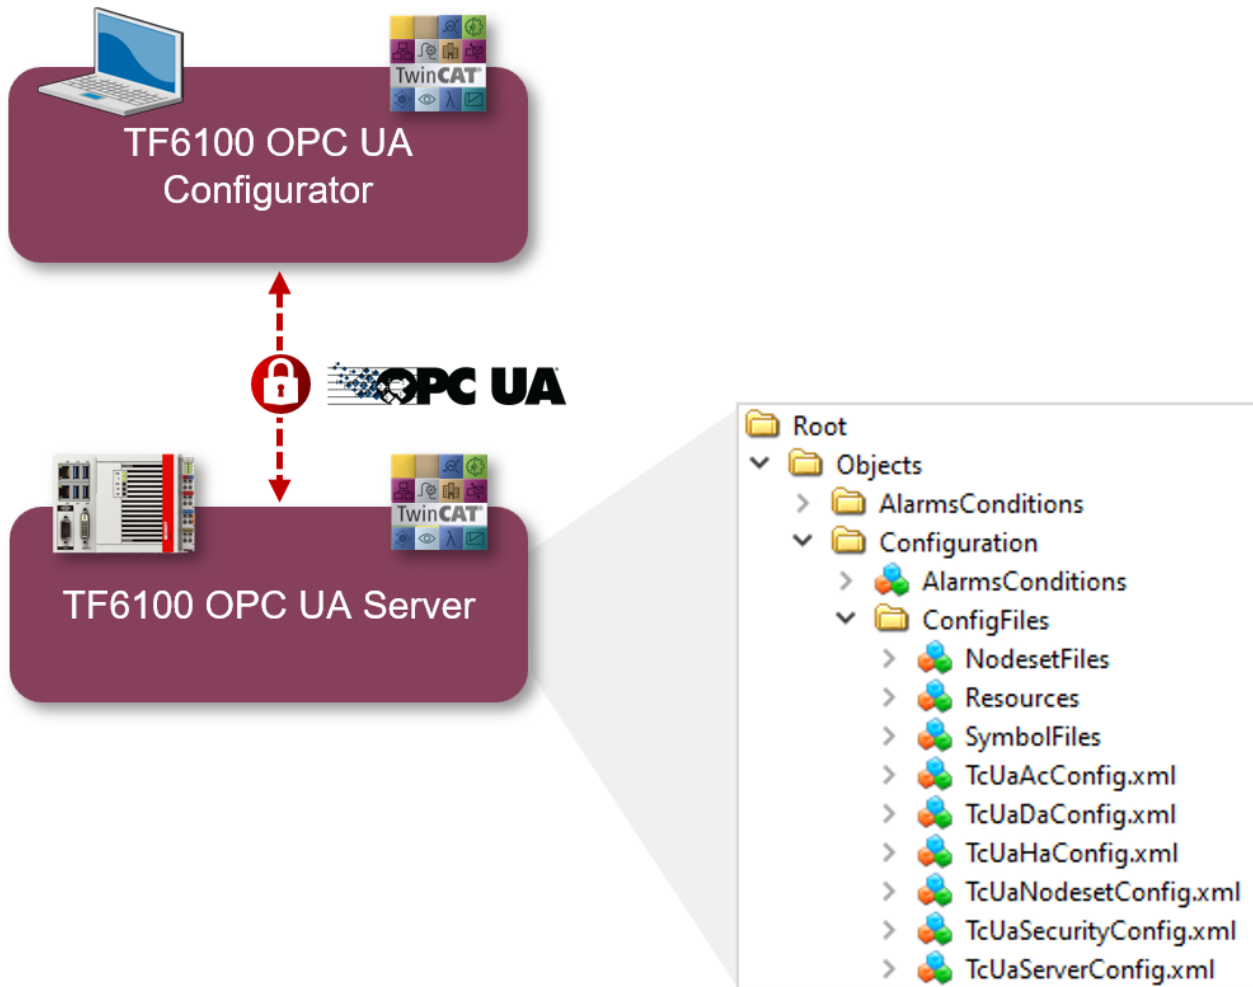 TwinCAT®
TF6100 OPC UA
Configurator
OPC UA
TwinCAT®
TF6100 OPC UA Server
Root
Objects
AlarmsConditions
Configuration
AlarmsConditions
ConfigFiles
NodesetFiles
Resources
SymbolFiles
TcUaAcConfig.xml
TcUaDaConfig.xml
TcUaHaConfig.xml
TcUaNodesetConfig.xml
TcUaSecurityConfig.xml
TcUaServerConfig.xml